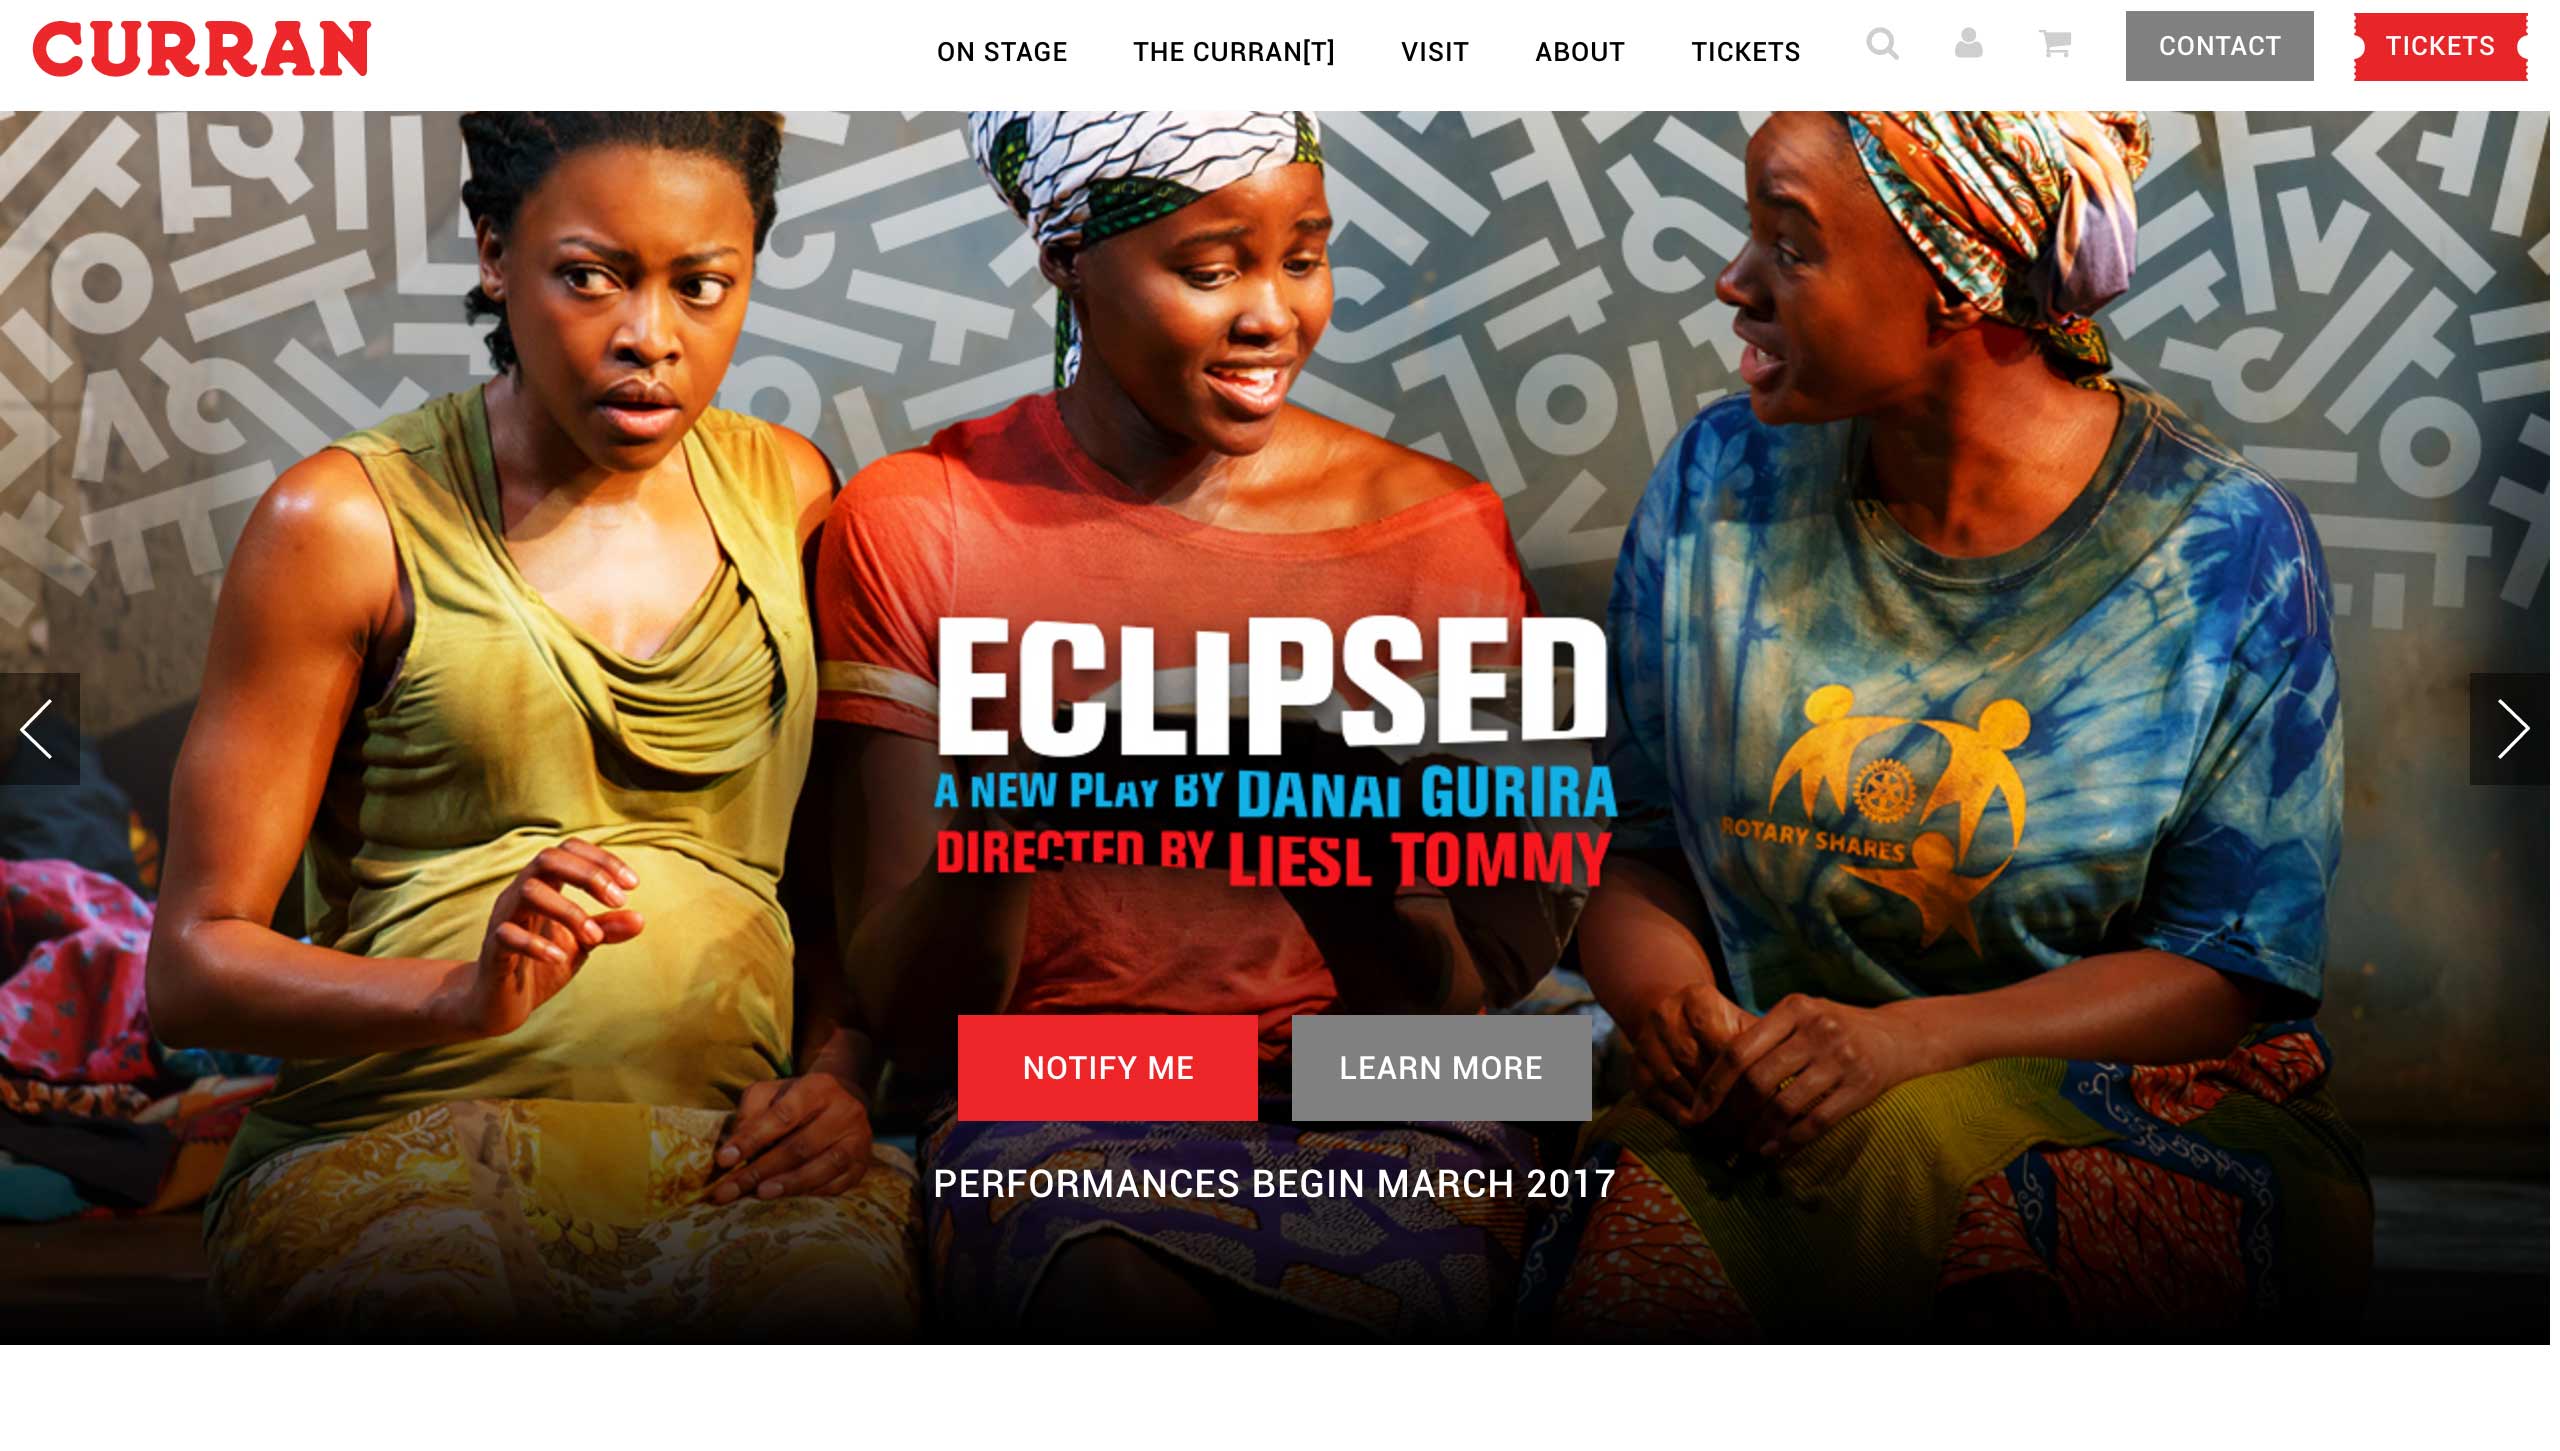 CURRAN
ON STAGE THE CURRAN[T] VISIT ABOUT TICKETS CONTACT TICKETS
ECLIPSED
A NEW PLAY BY DANAI GURIRA
DIRECTED BY LIESL TOMMY
ROTARY SHARES
NOTIFY ME LEARN MORE
PERFORMANCES BEGIN MARCH 2017